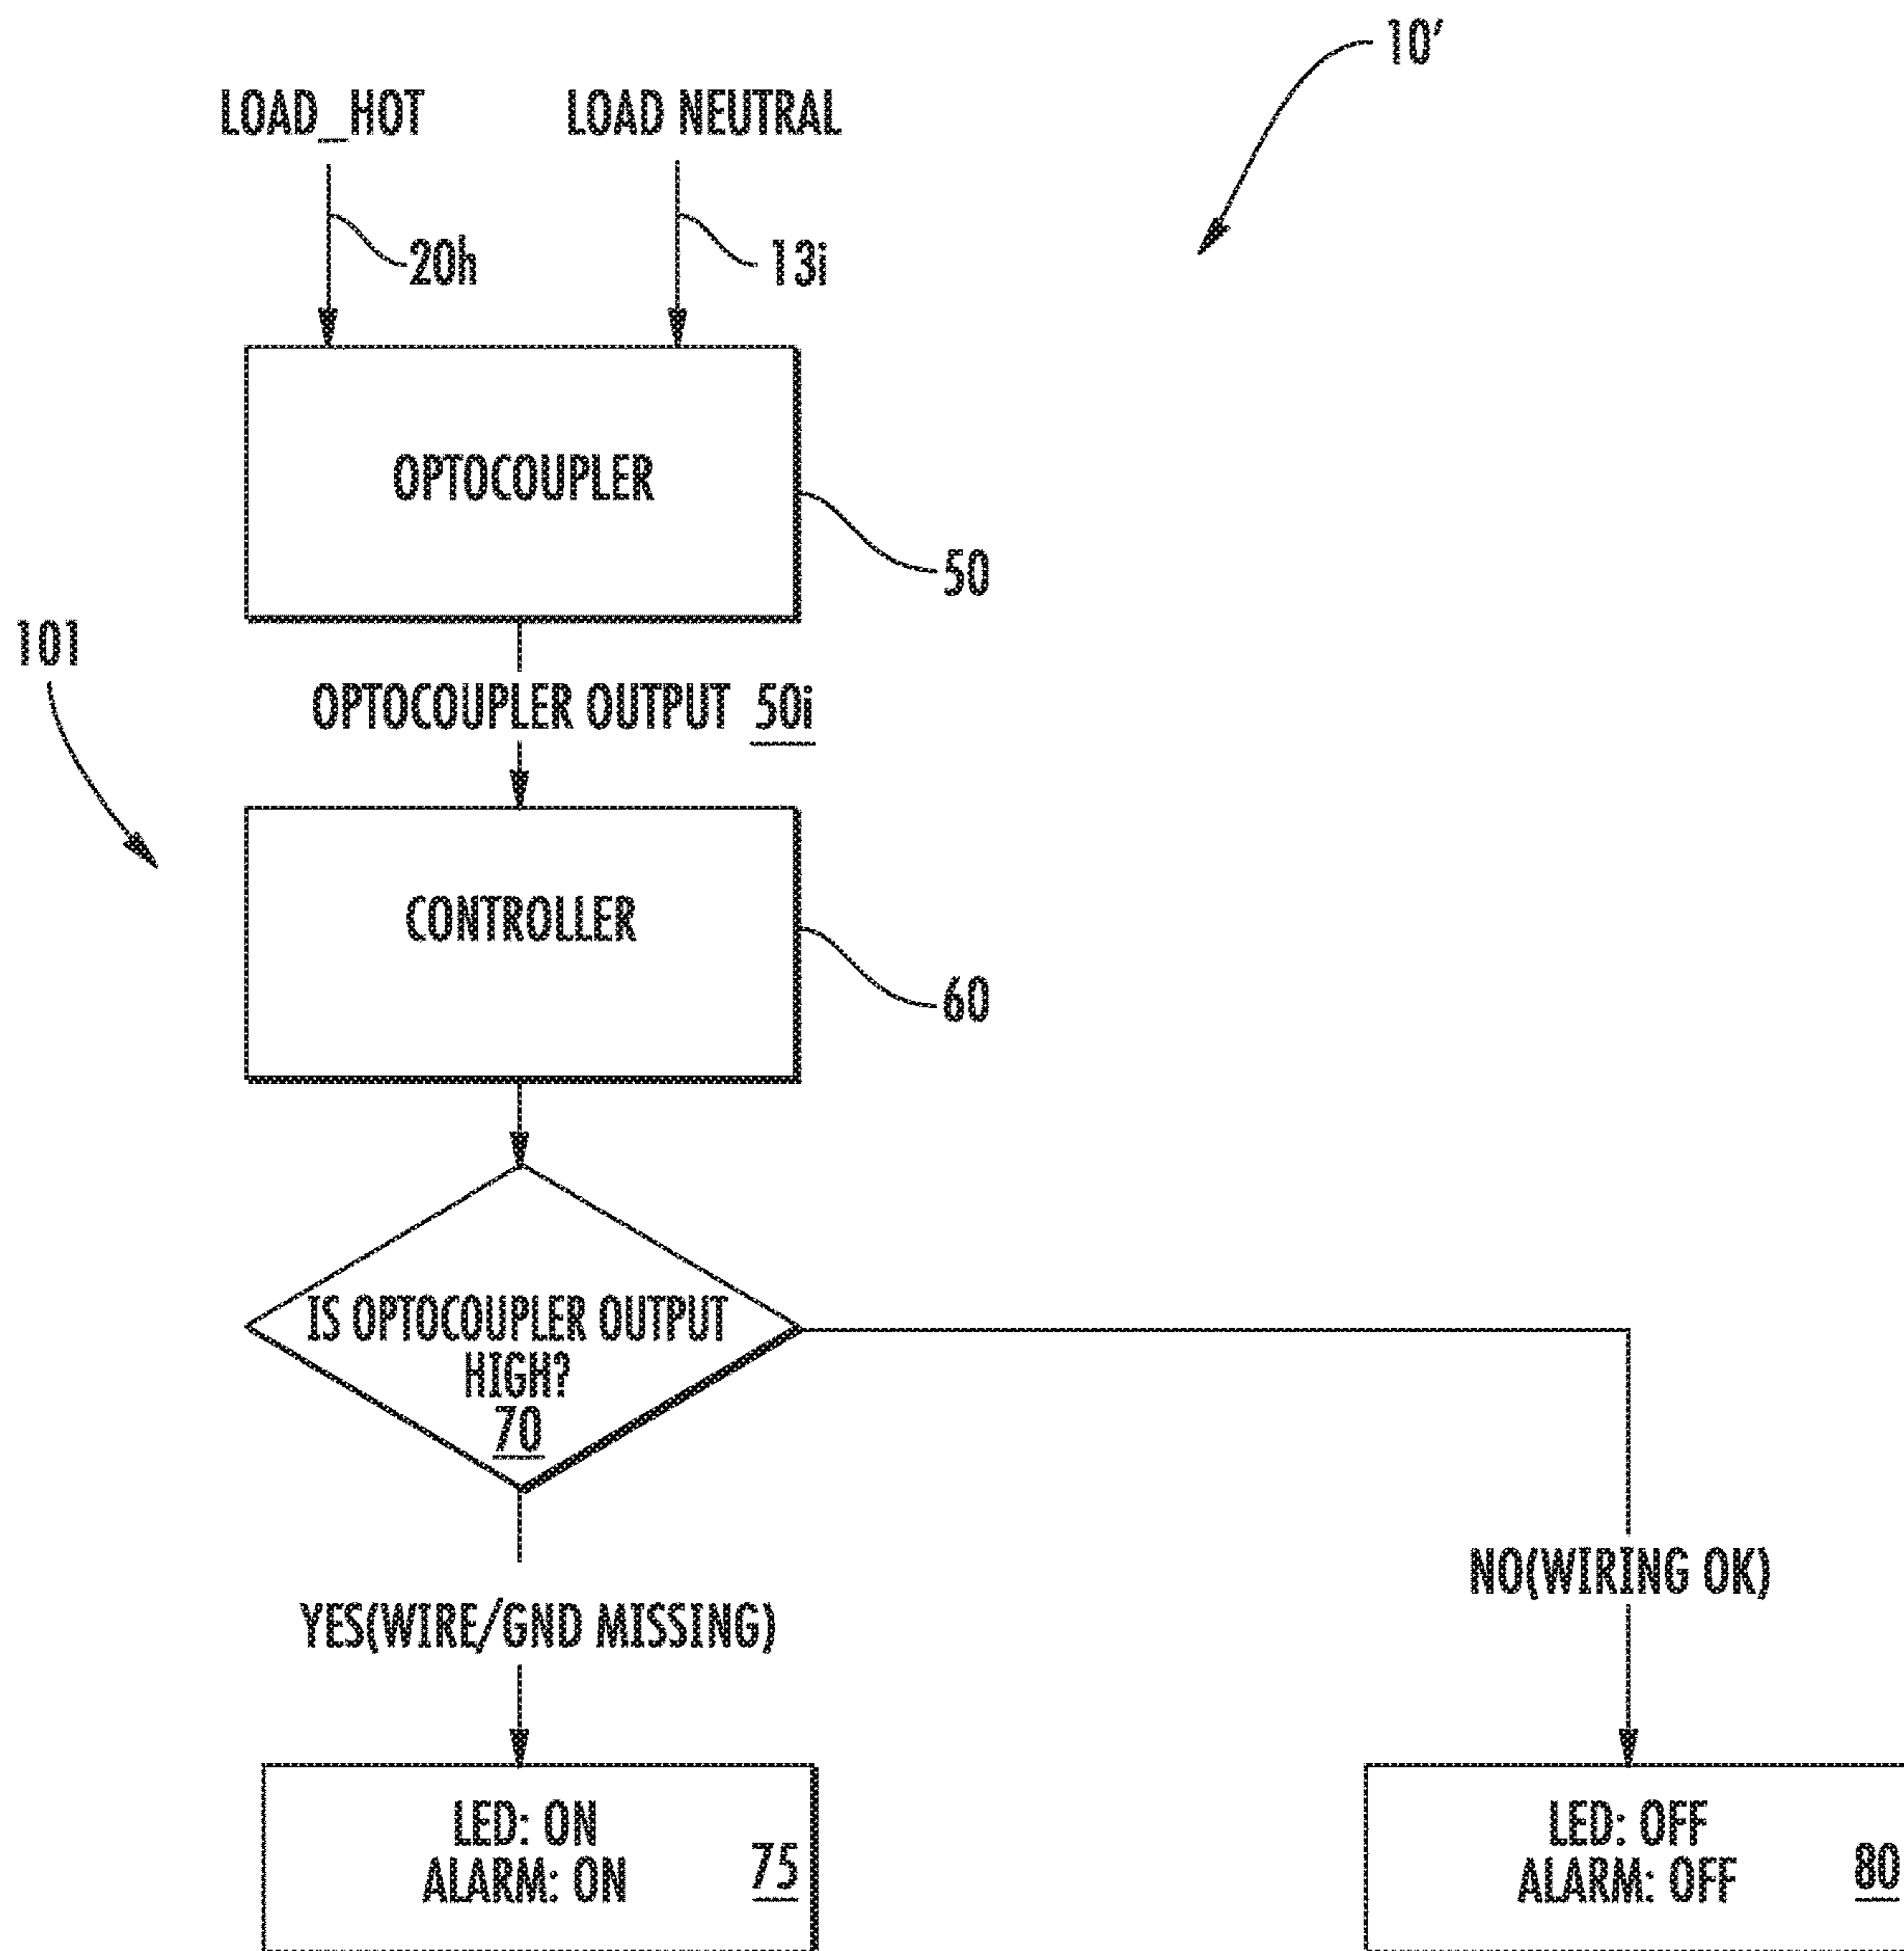 10'
LOAD_HOT
LOAD NEUTRAL
20h
13i
OPTOCOUPLER
50
101
OPTOCOUPLER OUTPUT 50i
CONTROLLER
60
IS OPTOCOUPLER OUTPUT
HIGH?
70
NO(WIRING OK)
YES(WIRE/GND MISSING)
LED: ON
ALARM: ON
75
LED: OFF
ALARM: OFF
80